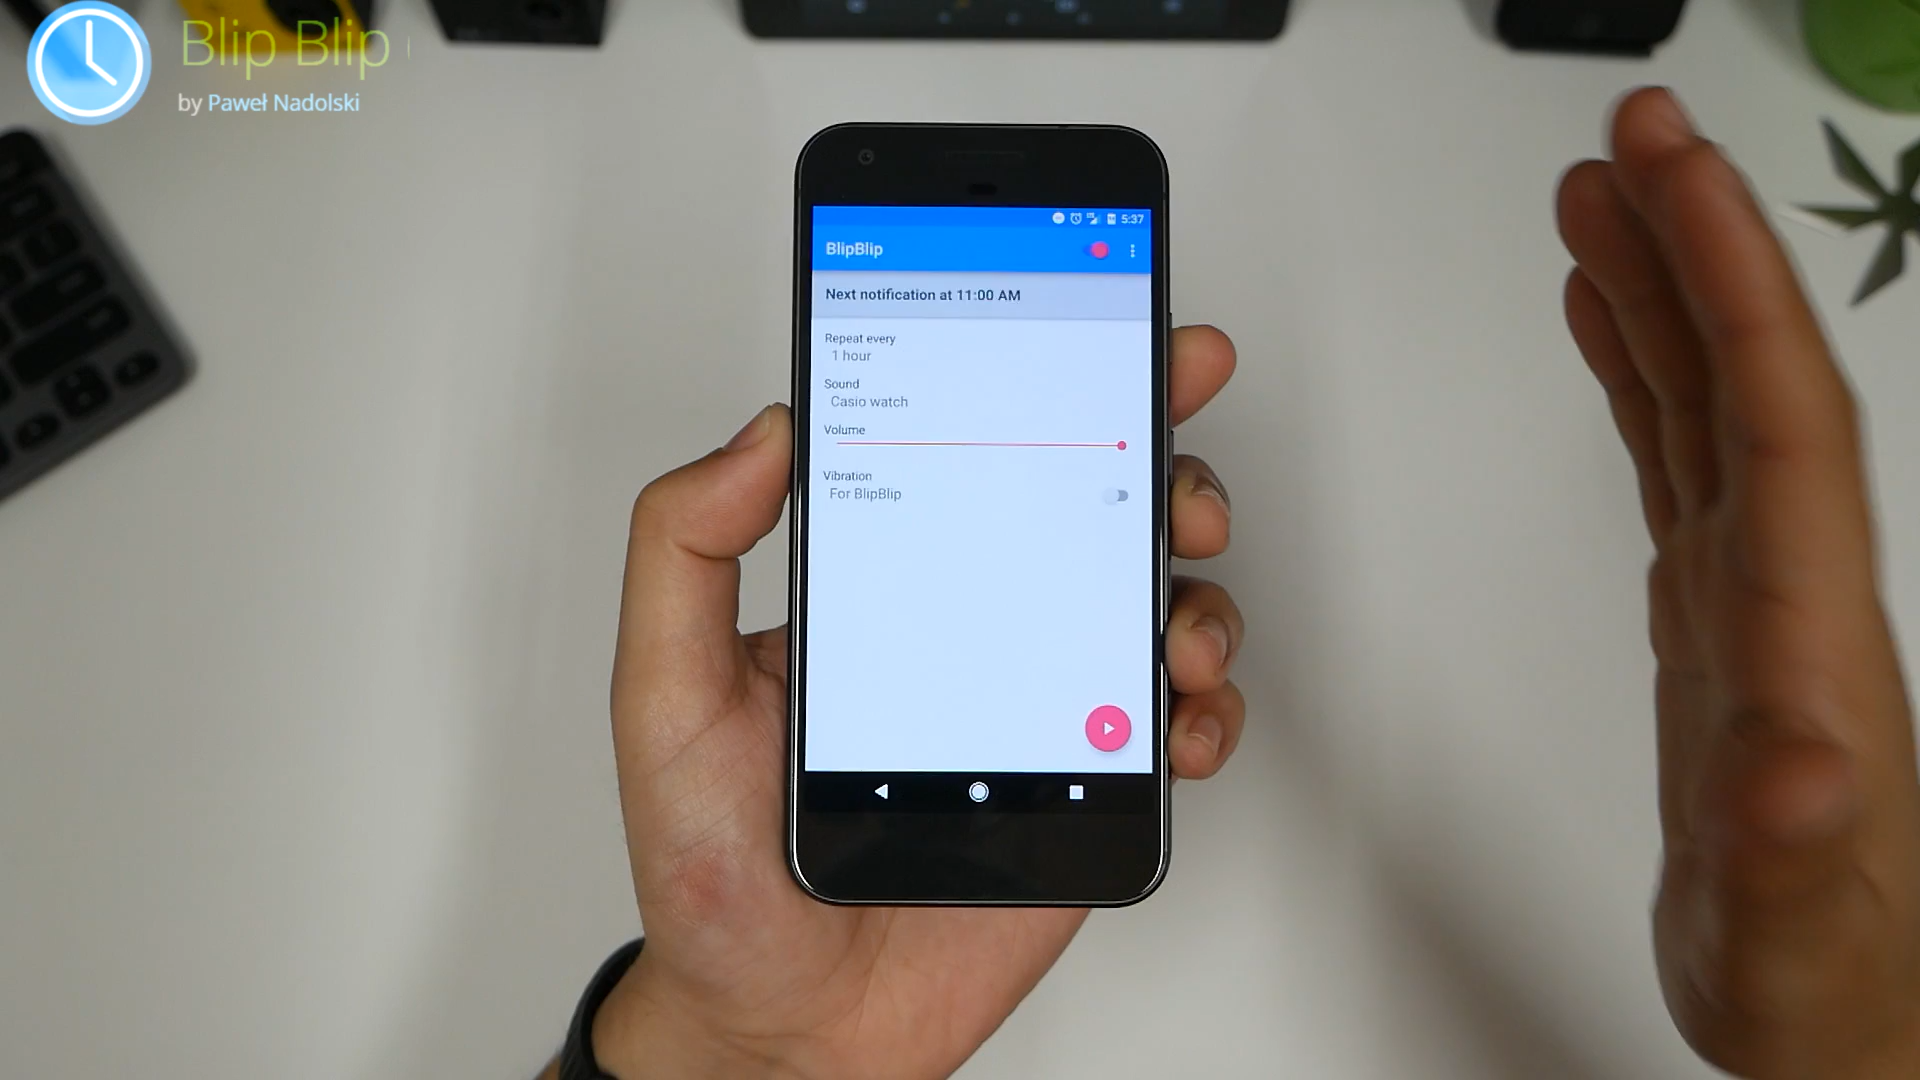 Blip Blip
by Paweł Nadolski
5:37
BlipBlip
Next notification at 11:00 AM
Repeat every
1 hour
Sound
Casio watch
Volume
Vibration
For BlipBlip